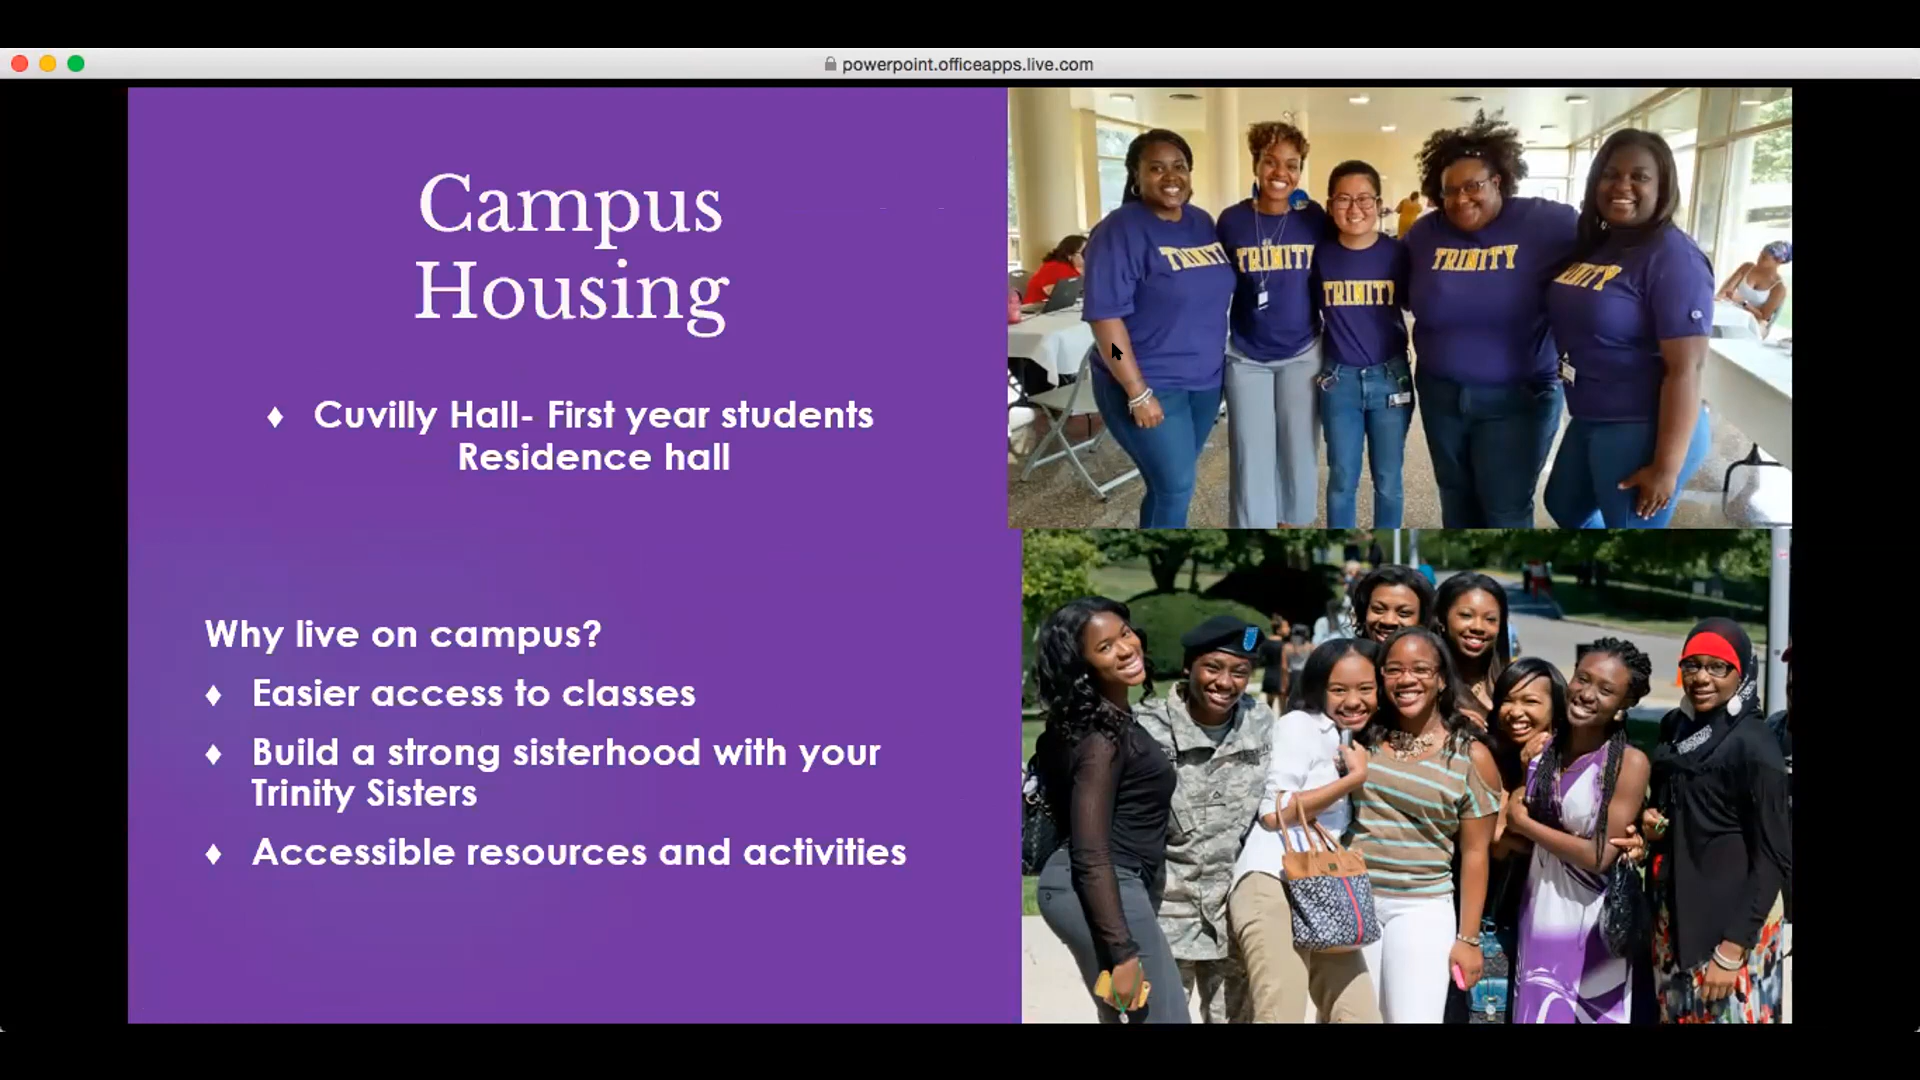 powerpoint.officeapps.live.com
Campus
Housing
♦ Cuvilly Hall- First year students
Residence hall
Why live on campus?
♦ Easier access to classes
♦ Build a strong sisterhood with your
Trinity Sisters
♦ Accessible resources and activities
TRINITY
TRINITY
TRINITY
TRINITY